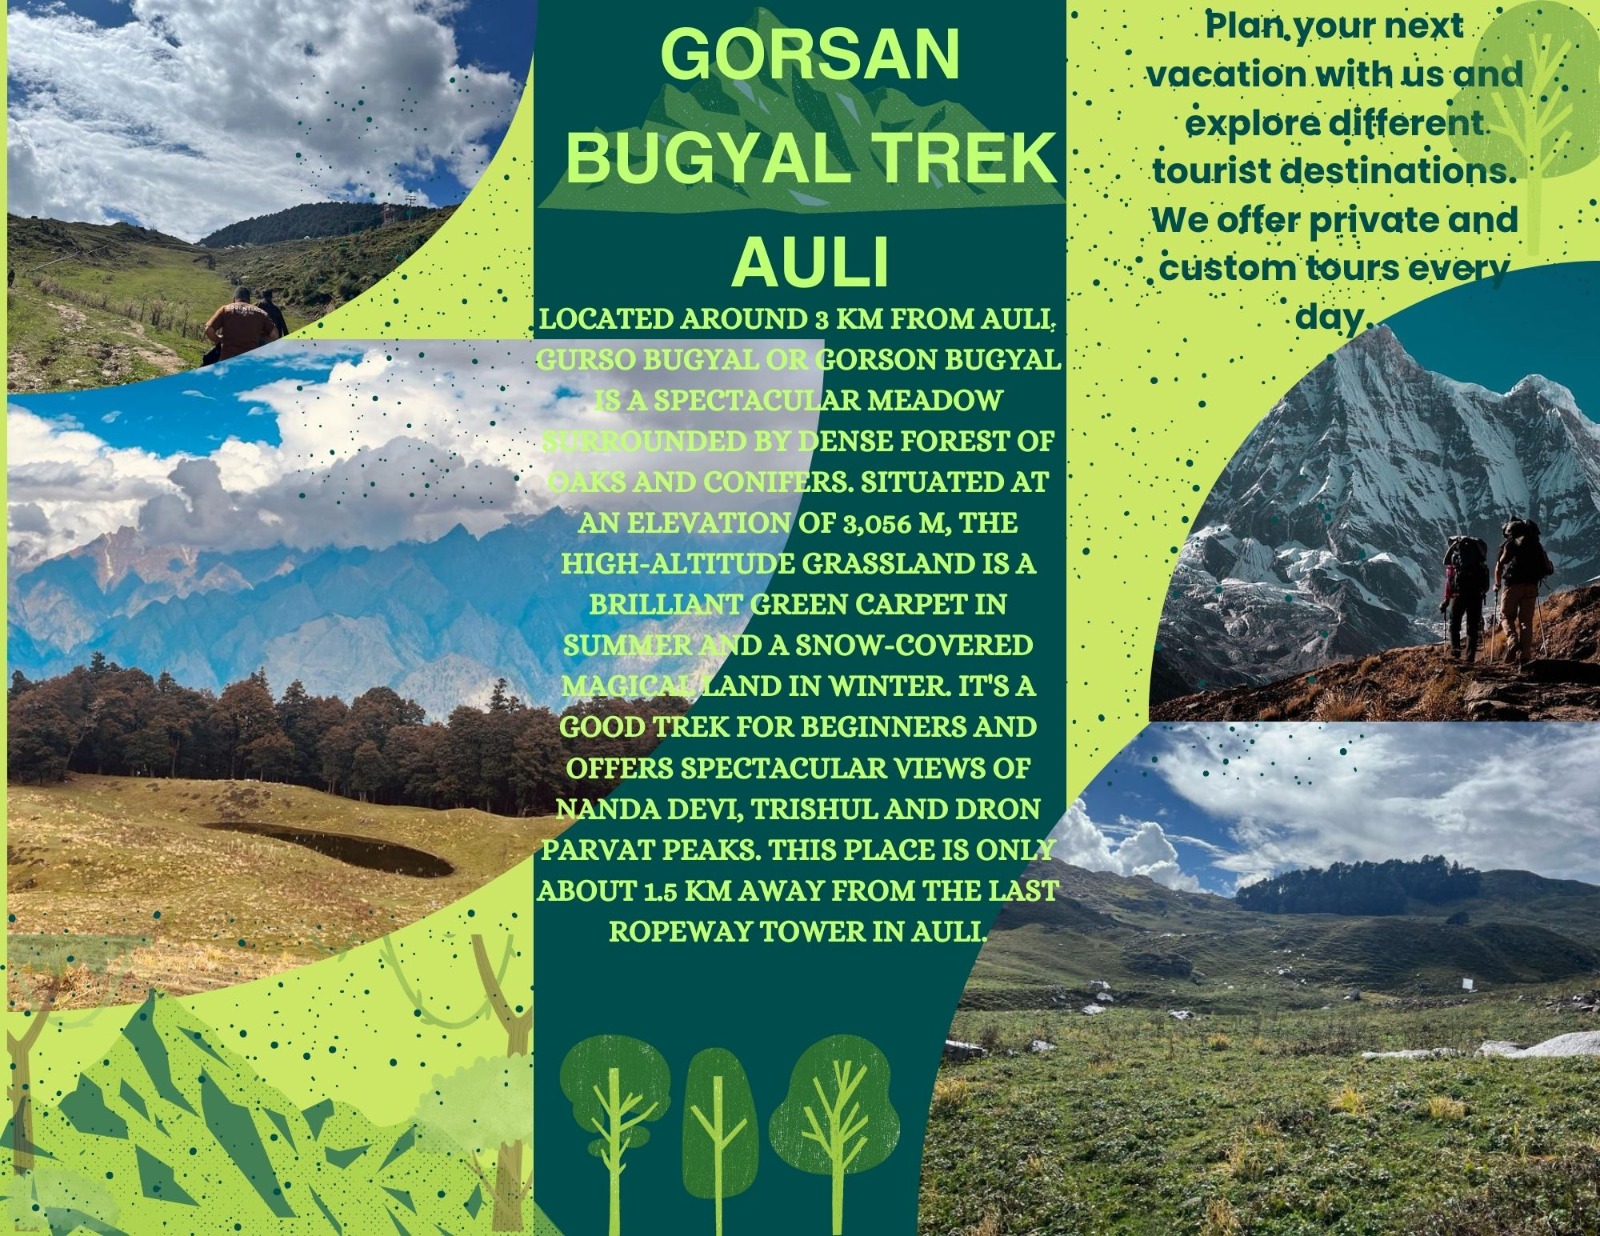 GORSAN
BUGYAL TREK
AULI
LOCATED AROUND 3 KM FROM AULI,
GURSO BUGYAL OR GORSON BUGYAL
IS A SPECTACULAR MEADOW
SURROUNDED BY DENSE FOREST OF
OAKS AND CONIFERS. SITUATED AT
AN ELEVATION OF 3,056 M, THE
HIGH-ALTITUDE GRASSLAND IS A
BRILLIANT GREEN CARPET IN
SUMMER AND A SNOW-COVERED
MAGICAL LAND IN WINTER. IT'S A
GOOD TREK FOR BEGINNERS AND
OFFERS SPECTACULAR VIEWS OF
NANDA DEVI, TRISHUL AND DRON
PARVAT PEAKS. THIS PLACE IS ONLY
ABOUT 1.5 KM AWAY FROM THE LAST
ROPEWAY TOWER IN AULI.
Plan your next
vacation with us and
explore different
tourist destinations.
We offer private and
custom tours every
day.